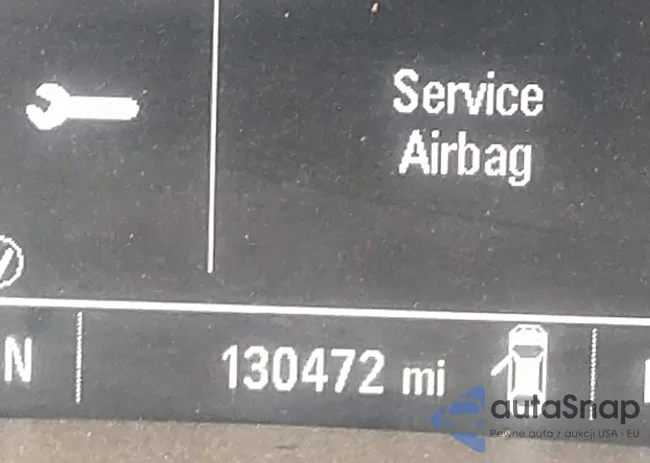 Service
Airbag
N
130472 mi
autaSnap
Pewne auta z aukcji USA i EU